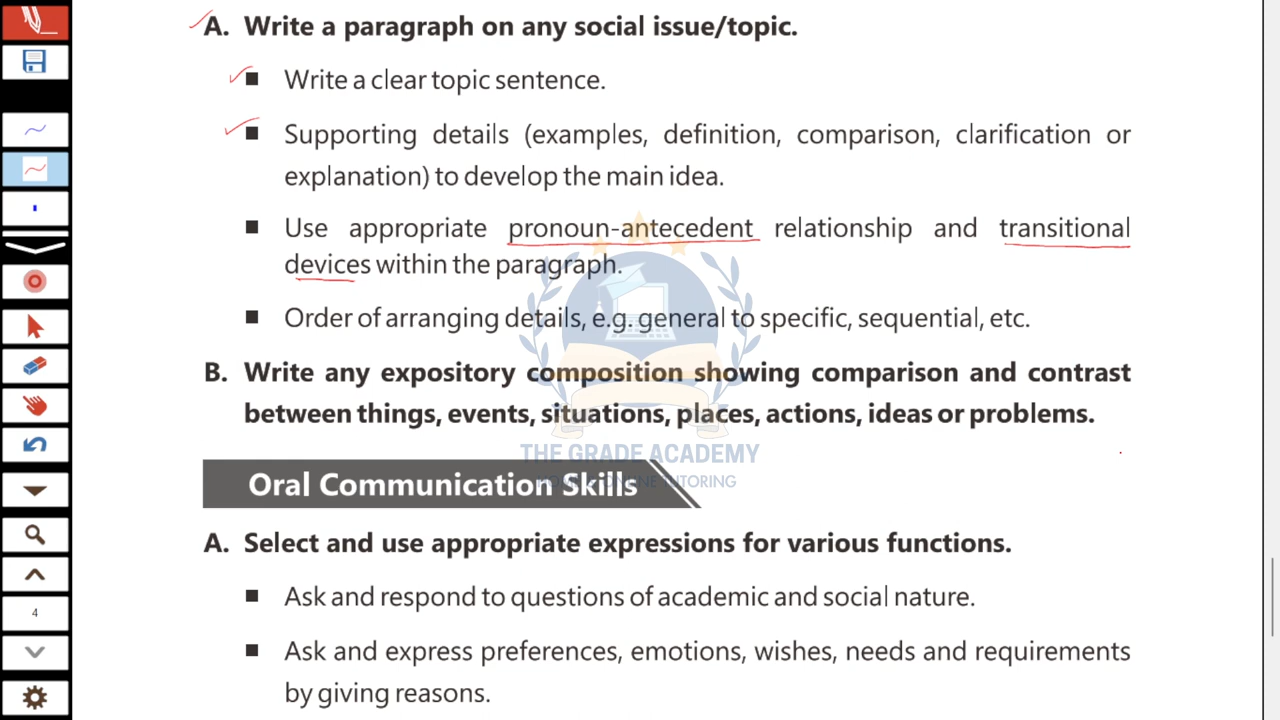 A. Write a paragraph on any social issue/topic.
■ Write a clear topic sentence.
■ Supporting details (examples, definition, comparison, clarification or
explanation) to develop the main idea.
■ Use appropriate pronoun-antecedent relationship and transitional
devices within the paragraph.
■ Order of arranging details, e.g. general to specific, sequential, etc.
B. Write any expository composition showing comparison and contrast
between things, events, situations, places, actions, ideas or problems.
THE GRADE ACADEMY
Oral Communication Skills
ONLINE TUTORING
A. Select and use appropriate expressions for various functions.
■ Ask and respond to questions of academic and social nature.
4
■ Ask and express preferences, emotions, wishes, needs and requirements
by giving reasons.